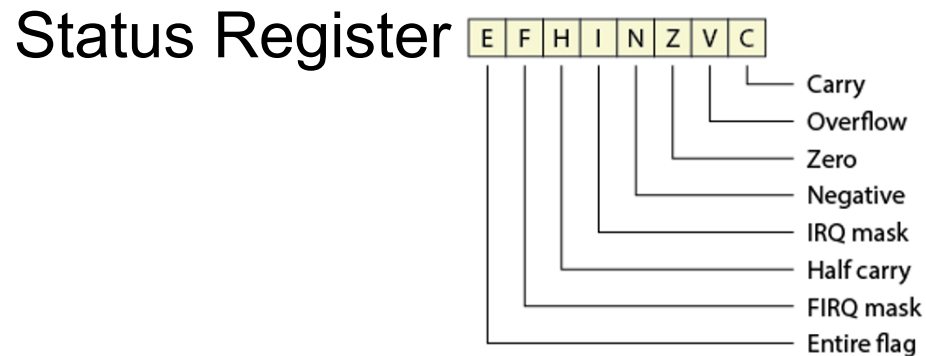 Status Register E F H I N Z V C
Carry
Overflow
Zero
Negative
IRQ mask
Half carry
FIRQ mask
Entire flag